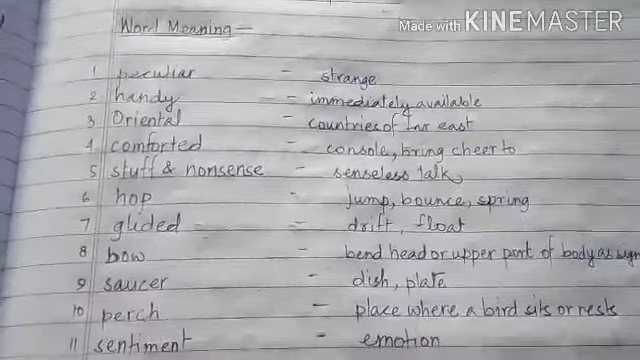 Word Meaning -
Made with KINEMASTER
1 peculiar - strange
2 handy - immediately available
3 Oriental - countries of far east
4 comforted - console, bring cheer to
5 stuff & nonsense - senseless talk
6 hop - jump, bounce, spring
7 glided - drift, float
8 bow - bend head or upper part of body as sign
9 saucer - dish, plate
10 perch - place where a bird sits or rests
11 sentiment - emotion